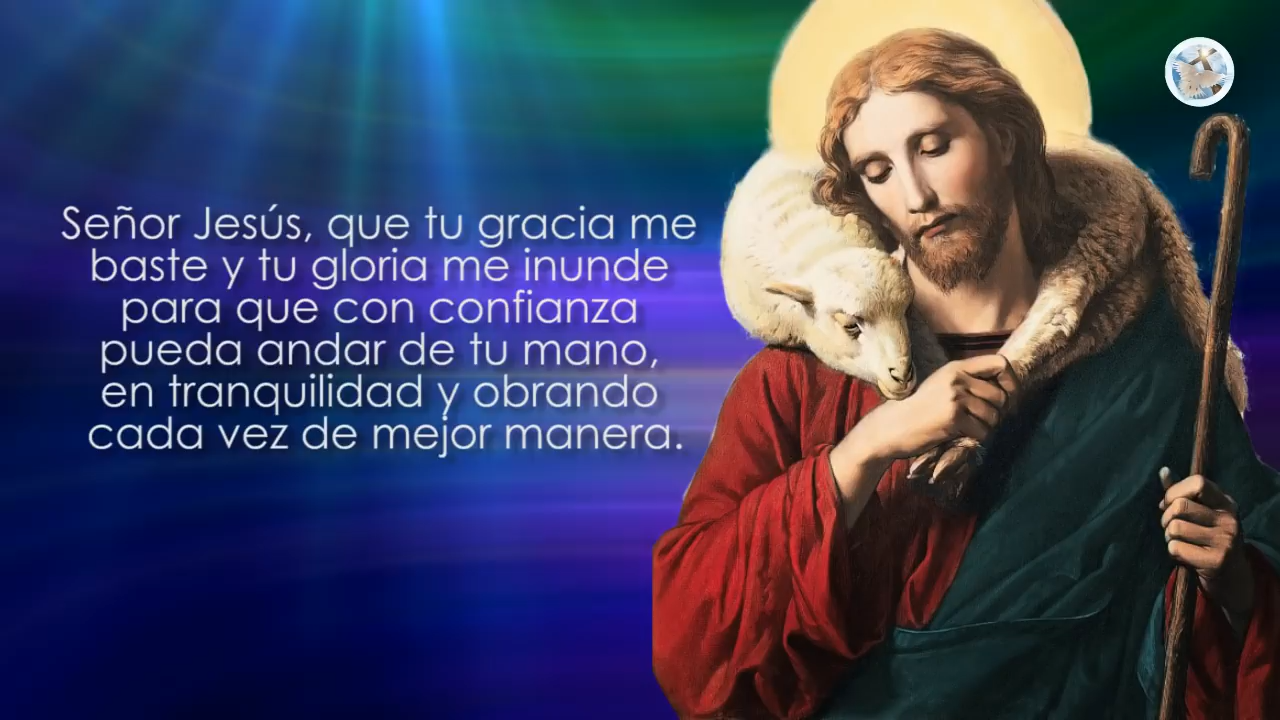 Señor Jesús, que tu gracia me
baste y tu gloria me inunde
para que con confianza
pueda andar de tu mano,
en tranquilidad y obrando
cada vez de mejor manera.